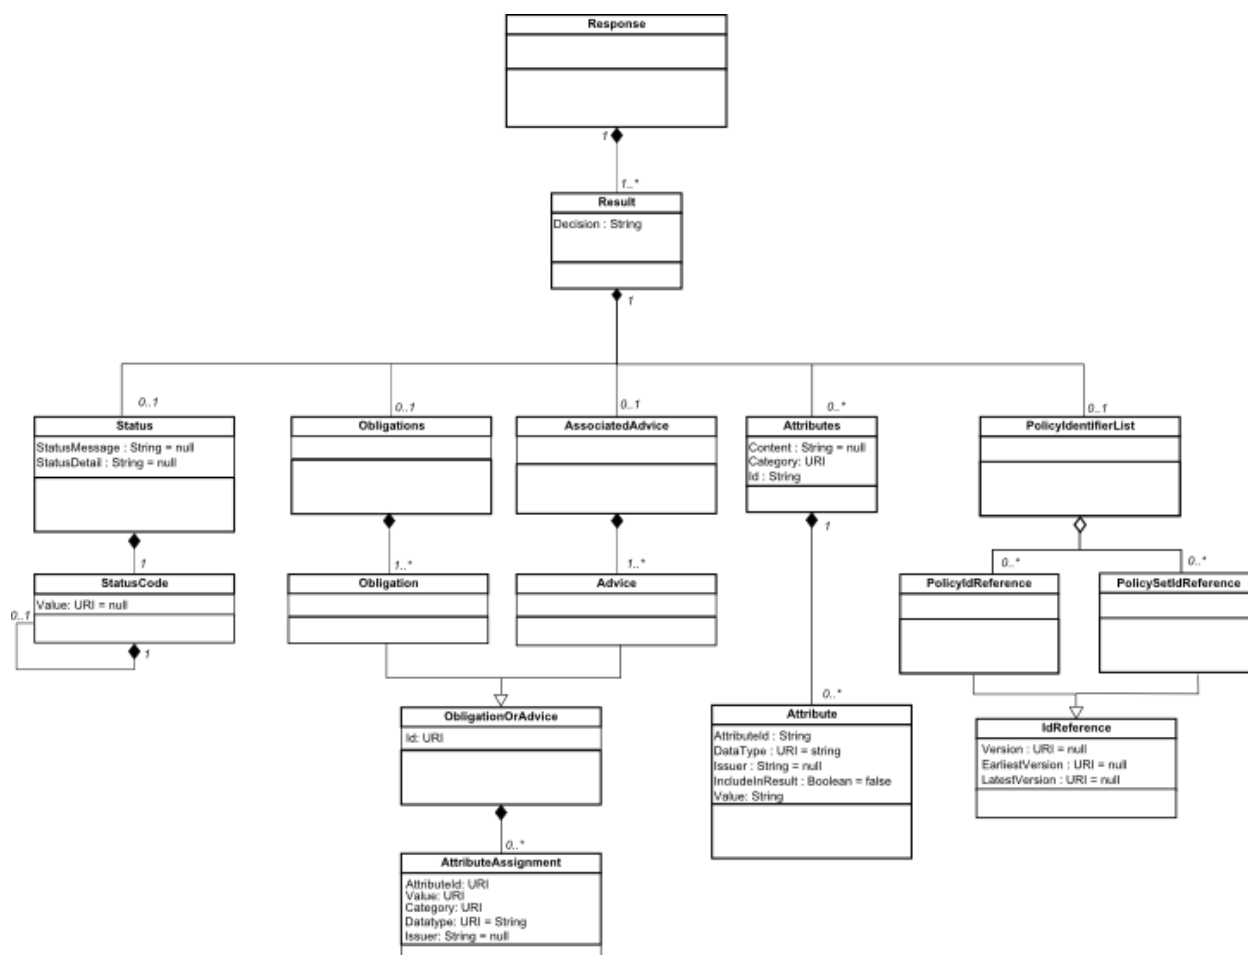 Response
1
1..*
Result
Decision : String
1
0..1
0..1
0..1
0..*
0..1
Status
StatusMessage : String = null
StatusDetail : String = null
Obligations
AssociatedAdvice
Attributes
Content : String = null
Category: URI
Id : String
PolicyIdentifierList
1
1
1..*
1..*
0..*
0..*
StatusCode
Value: URI = null
0..1
1
Obligation
Advice
PolicyIdReference
PolicySetIdReference
0..*
ObligationOrAdvice
Id: URI
Attribute
AttributeId : String
DataType : URI = string
Issuer : String = null
IncludeInResult : Boolean = false
Value: String
IdReference
Version : URI = null
EarliestVersion : URI = null
LatestVersion : URI = null
0..*
AttributeAssignment
AttributeId: URI
Value: URI
Category: URI
Datatype: URI = String
Issuer: String = null